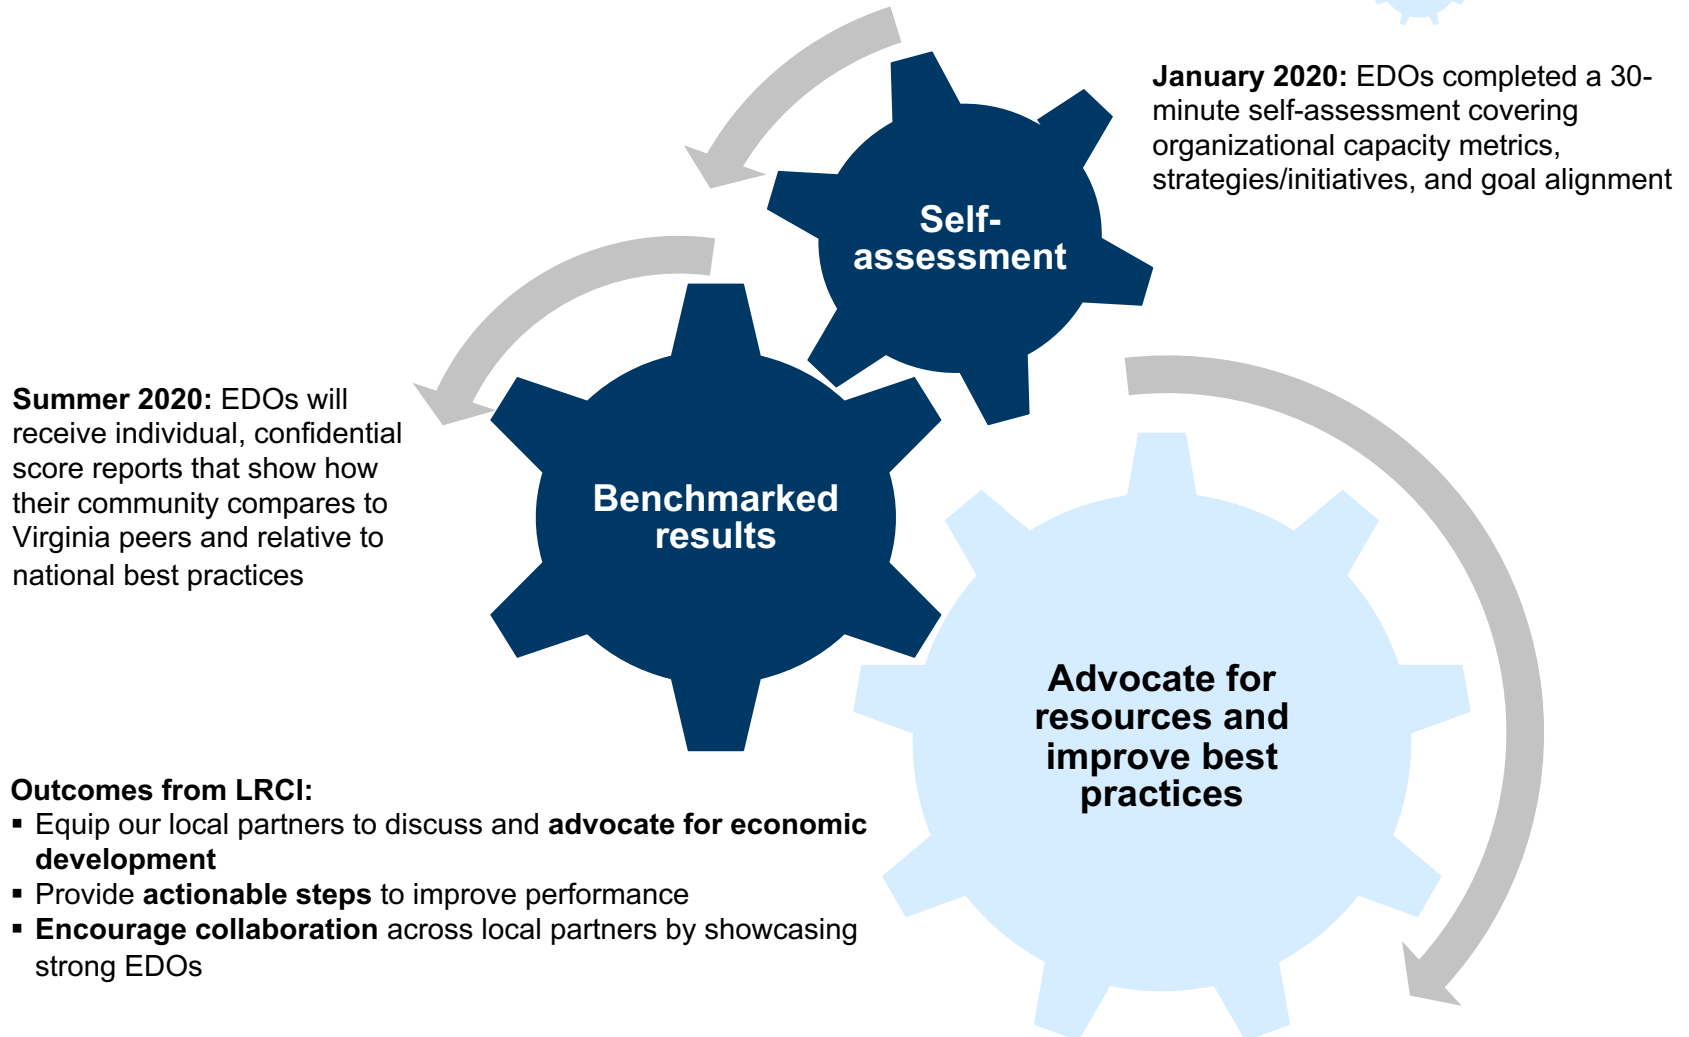 January 2020: EDOs completed a 30-
minute self-assessment covering
organizational capacity metrics,
strategies/initiatives, and goal alignment
Self-
assessment
Summer 2020: EDOs will
receive individual, confidential
score reports that show how
their community compares to
Virginia peers and relative to
national best practices
Benchmarked
results
Advocate for
resources and
improve best
practices
Outcomes from LRCI:
▪ Equip our local partners to discuss and advocate for economic
development
▪ Provide actionable steps to improve performance
▪ Encourage collaboration across local partners by showcasing
strong EDOs